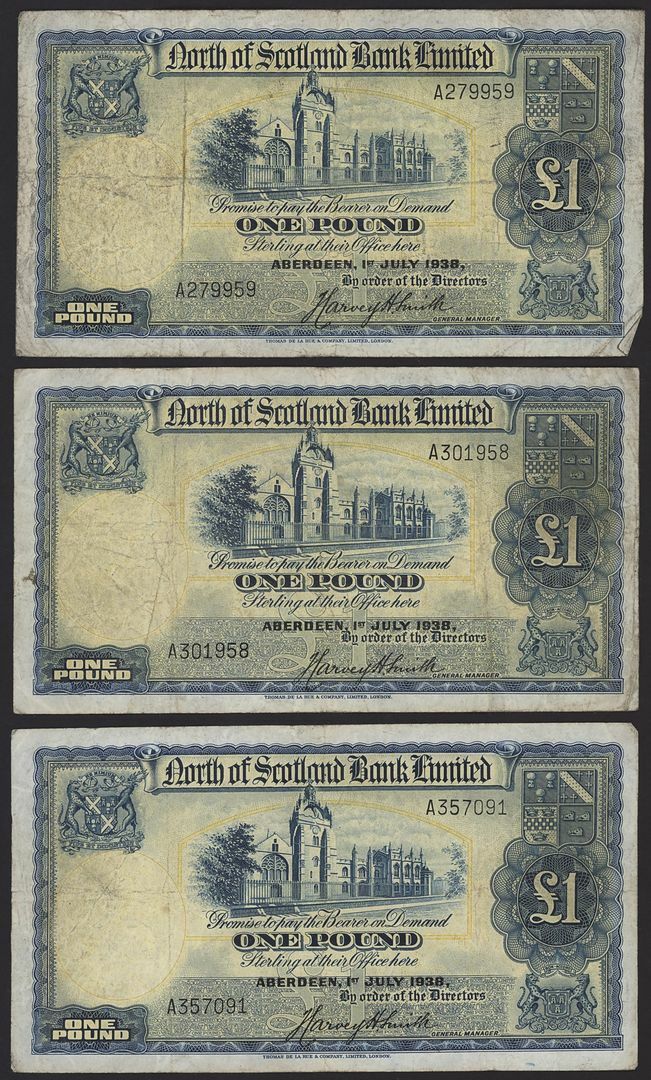 North of Scotland Bank Limited
A279959
£1
Promise to pay the Bearer on Demand
ONE POUND
Sterling at their Office here
ABERDEEN, 1ST JULY 1938,
By order of the Directors
A279959
Harvey H Smith
GENERAL MANAGER
ONE
POUND
THOMAS DE LA RUE & COMPANY, LIMITED, LONDON.
North of Scotland Bank Limited
A301958
£1
Promise to pay the Bearer on Demand
ONE POUND
Sterling at their Office here
ABERDEEN, 1ST JULY 1938,
By order of the Directors
A301958
Harvey H Smith
GENERAL MANAGER
ONE
POUND
THOMAS DE LA RUE & COMPANY, LIMITED, LONDON.
North of Scotland Bank Limited
A357091
£1
Promise to pay the Bearer on Demand
ONE POUND
Sterling at their Office here
ABERDEEN, 1ST JULY 1938,
By order of the Directors
A357091
Harvey H Smith
GENERAL MANAGER
ONE
POUND
THOMAS DE LA RUE & COMPANY, LIMITED, LONDON.